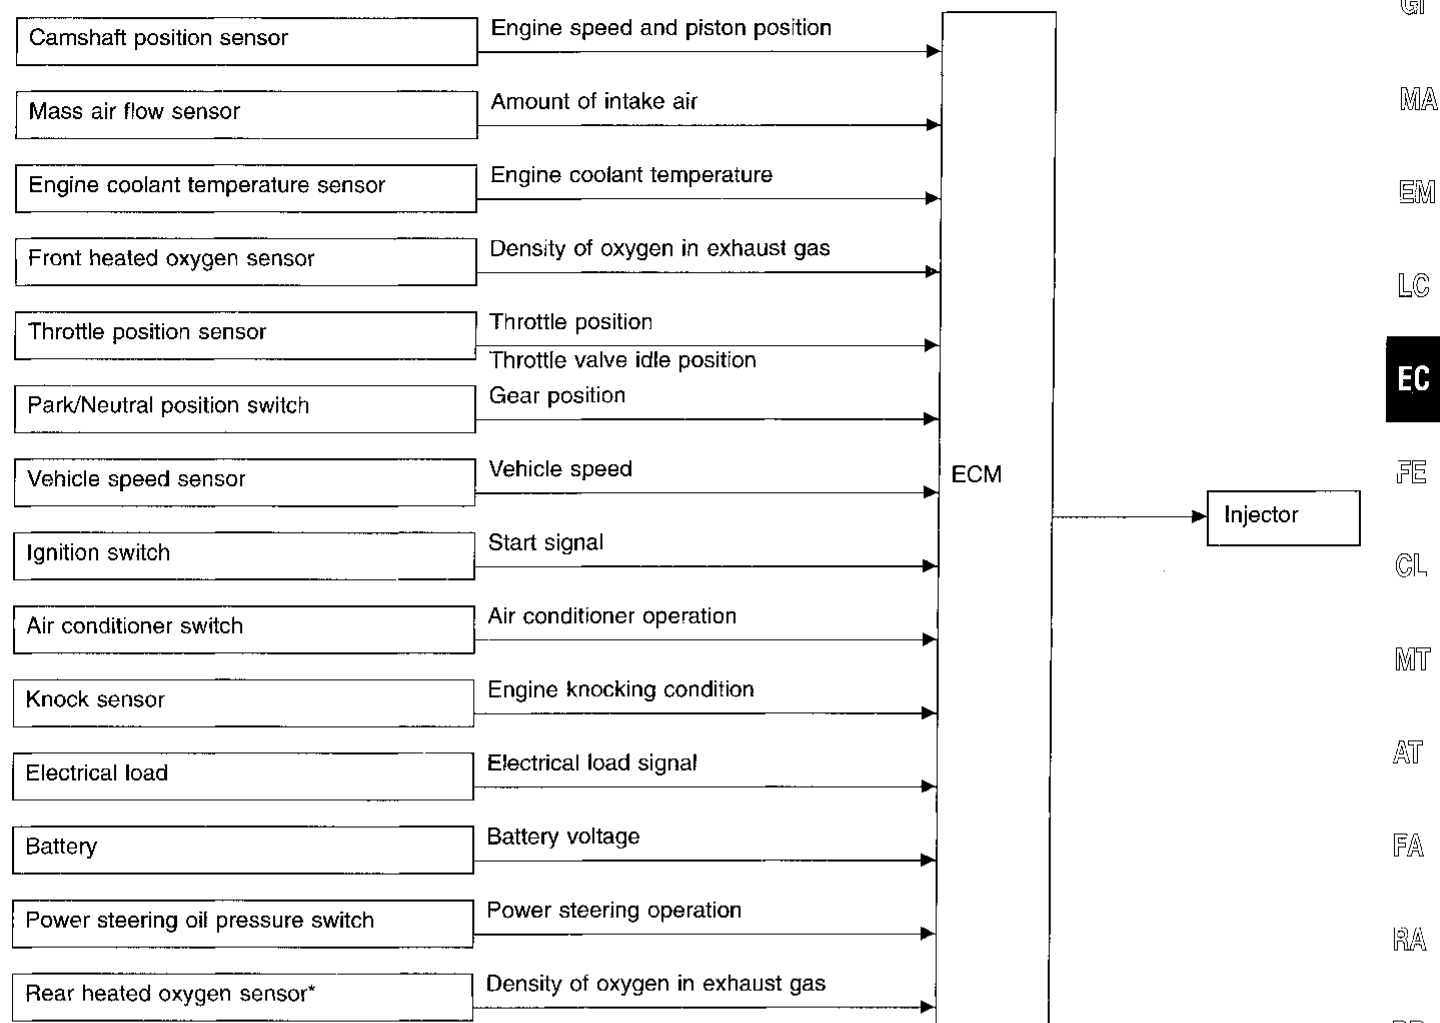 GI
Camshaft position sensor
Engine speed and piston position
Mass air flow sensor
Amount of intake air
MA
Engine coolant temperature sensor
Engine coolant temperature
EM
Front heated oxygen sensor
Density of oxygen in exhaust gas
LC
Throttle position sensor
Throttle position
Throttle valve idle position
EC
Park/Neutral position switch
Gear position
Vehicle speed sensor
Vehicle speed
ECM
FE
Injector
Ignition switch
Start signal
CL
Air conditioner switch
Air conditioner operation
MT
Knock sensor
Engine knocking condition
Electrical load
Electrical load signal
AT
Battery
Battery voltage
FA
Power steering oil pressure switch
Power steering operation
RA
Rear heated oxygen sensor*
Density of oxygen in exhaust gas